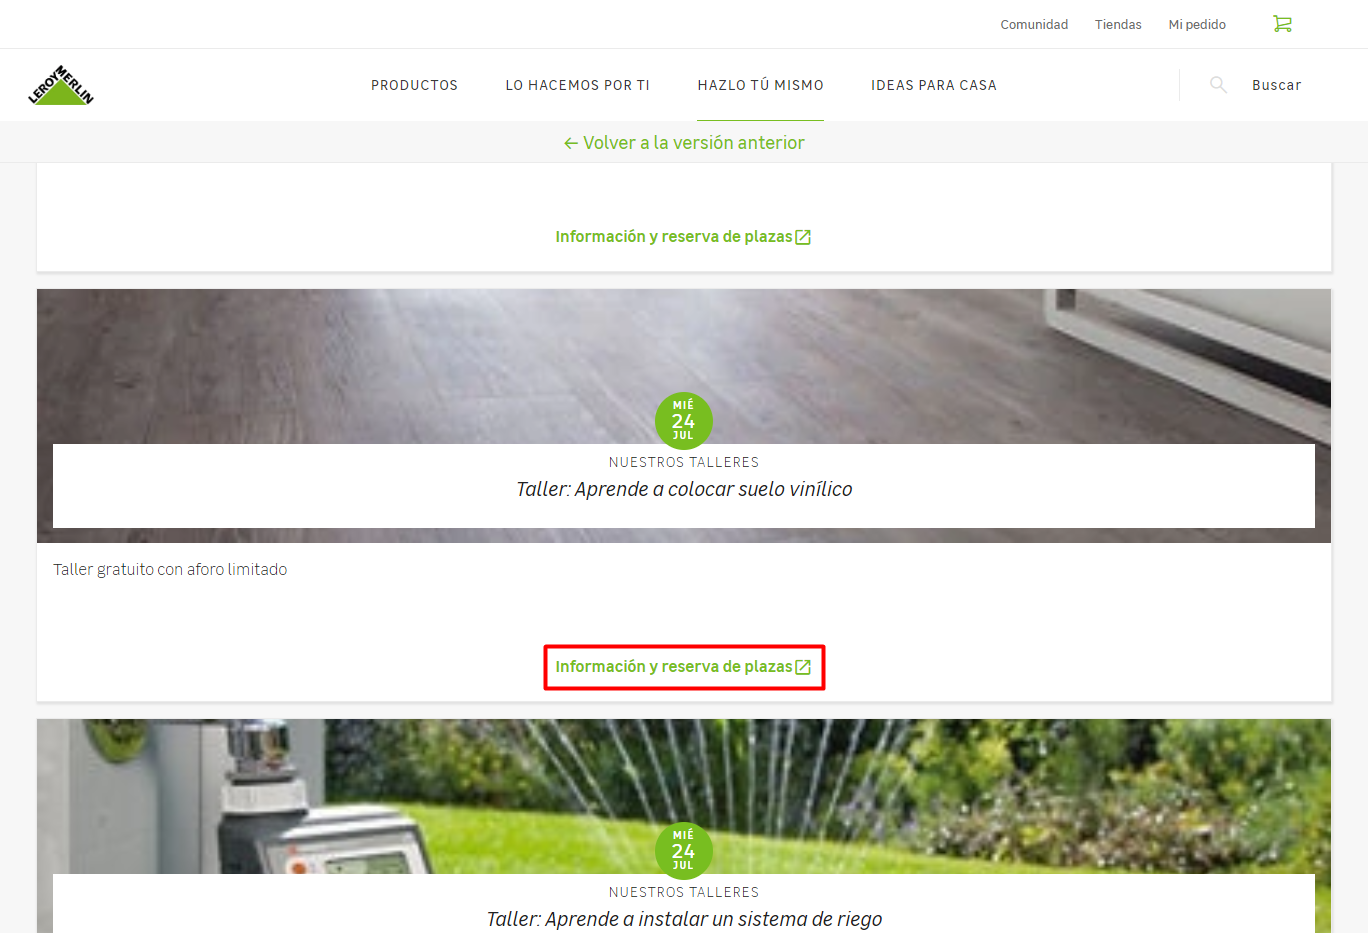 Comunidad Tiendas Mi pedido
LEROY MERLIN
PRODUCTOS LO HACEMOS POR TI HAZLO TÚ MISMO IDEAS PARA CASA Buscar
← Volver a la versión anterior
Información y reserva de plazas
MIÉ
24
JUL
NUESTROS TALLERES
Taller: Aprende a colocar suelo vinílico
Taller gratuito con aforo limitado
Información y reserva de plazas
MIÉ
24
JUL
NUESTROS TALLERES
Taller: Aprende a instalar un sistema de riego